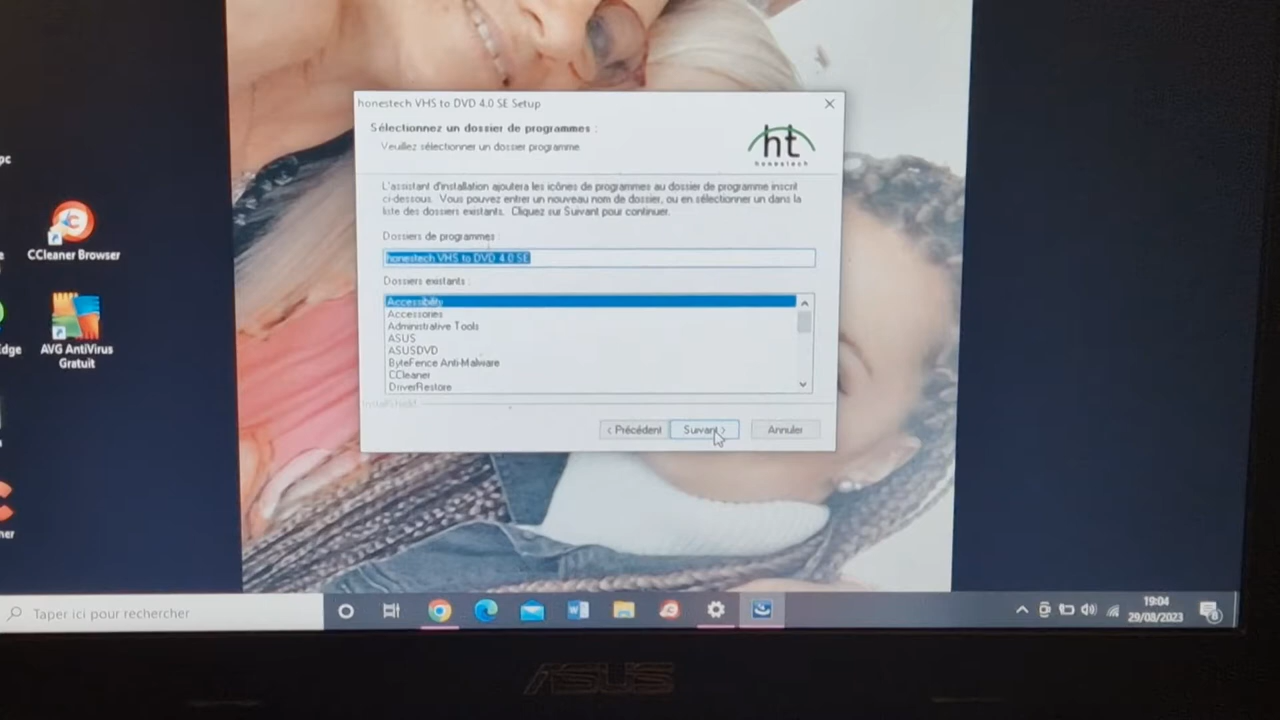 honestech VHS to DVD 4.0 SE Setup
Sélectionnez un dossier de programmes :
Veuillez sélectionner un dossier programme
ht
honestech
L'assistant d'installation ajoutera les icônes de programmes au dossier de programme inscrit
ci-dessous. Vous pouvez entrer un nouveau nom de dossier, ou en sélectionner un dans la
liste des dossiers existants. Cliquez sur Suivant pour continuer.
Dossiers de programmes :
honestech VHS to DVD 4.0 SE
Dossiers existants :
Accessibility
Accessories
Administrative Tools
ASUS
ASUSDVD
ByteFence Anti-Malware
CCleaner
DriverRestore
InstallShield
< Précédent
Suivant >
Annuler
pc
CCleaner Browser
dge
AVG AntiVirus
Gratuit
ner
Taper ici pour rechercher
19:04
29/08/2023
8
ASUS